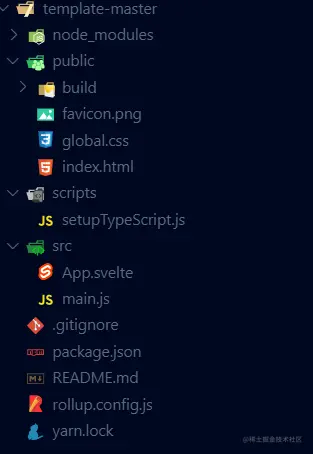 template-master
node_modules
public
build
favicon.png
global.css
index.html
scripts
JS setupTypeScript.js
src
App.svelte
JS main.js
.gitignore
package.json
README.md
rollup.config.js
yarn.lock
@稀土掘金技术社区